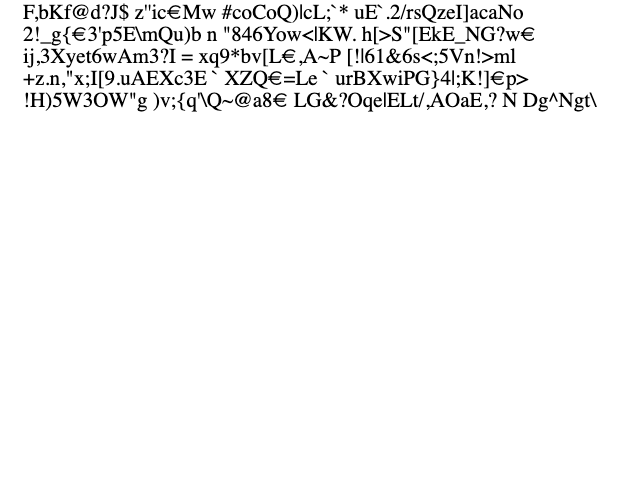 F,bKf@d?J$ z"ic€Mw #coCoQ)|cL;`* uE`.2/rsQzeI]acaNo
2!_g{€3'p5E\mQu)b n "846Yow<|KW. h[>S"[EkE_NG?w€
ij,3Xyet6wAm3?I = xq9*bv[L€,A~P [!|61&6s<;5Vn!>ml
+z.n,"x;I[9.uAEXc3E ` XZQ€=Le ` urBXwiPG}4|;K!]€p>
!H)5W3OW"g )v;{q'\Q~@a8€ LG&?Oqe|ELt/,AOaE,? N Dg^Ngt\